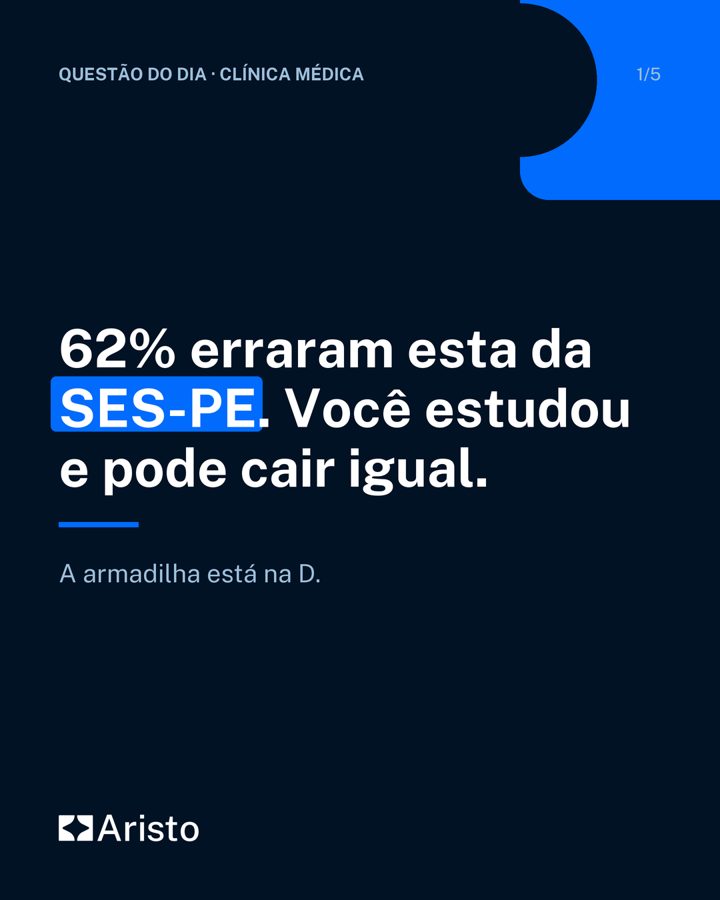 QUESTÃO DO DIA · CLÍNICA MÉDICA
1/5
62% erraram esta da
SES-PE. Você estudou
e pode cair igual.
A armadilha está na D.
Aristo